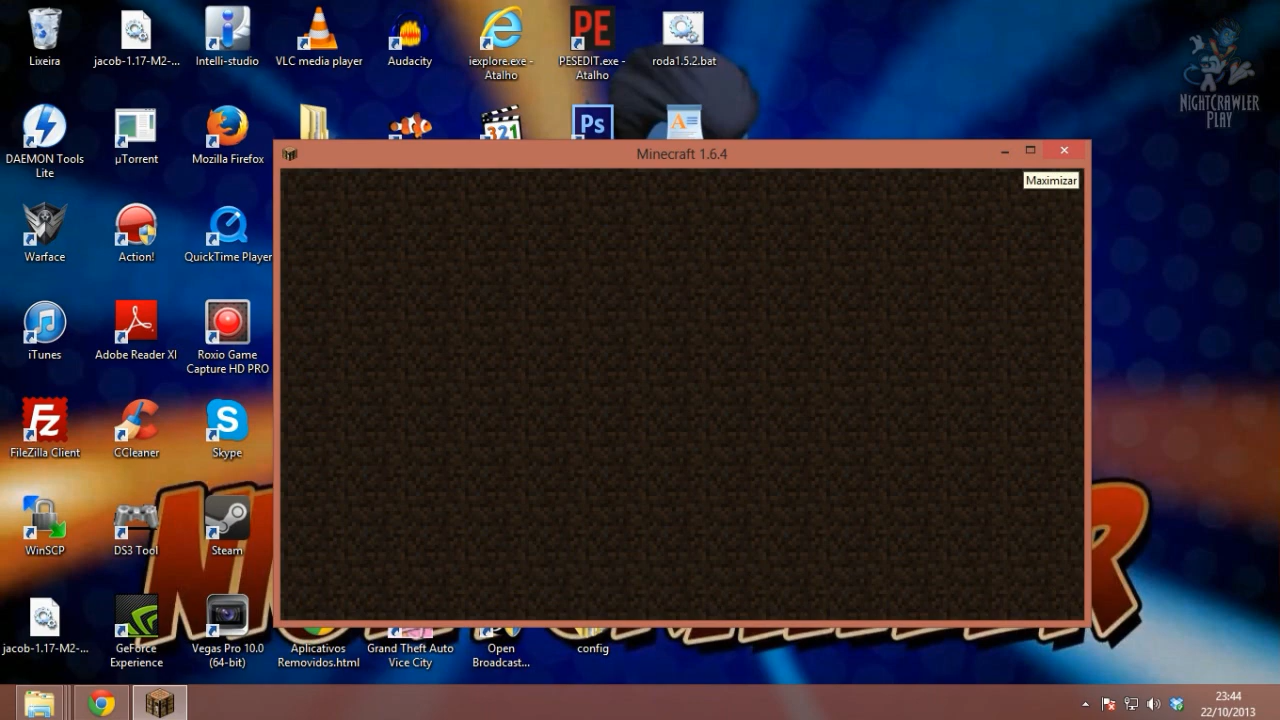 Lixeira
jacob-1.17-M2-...
Intelli-studio
VLC media player
Audacity
iexplore.exe -
Atalho
PE
PESEDIT.exe -
Atalho
roda1.5.2.bat
NIGHTCRAWLER
PLAY
DAEMON Tools
Lite
µTorrent
Mozilla Firefox
321
Ps
A
Minecraft 1.6.4
Maximizar
Warface
Action!
QuickTime Player
iTunes
Adobe Reader XI
Roxio Game
Capture HD PRO
Fz
FileZilla Client
CCleaner
S
Skype
WinSCP
DS3 Tool
Steam
jacob-1.17-M2-...
GeForce
Experience
Vegas Pro 10.0
(64-bit)
Aplicativos
Removidos.html
Grand Theft Auto
Vice City
Open
Broadcast...
config
23:44
22/10/2013